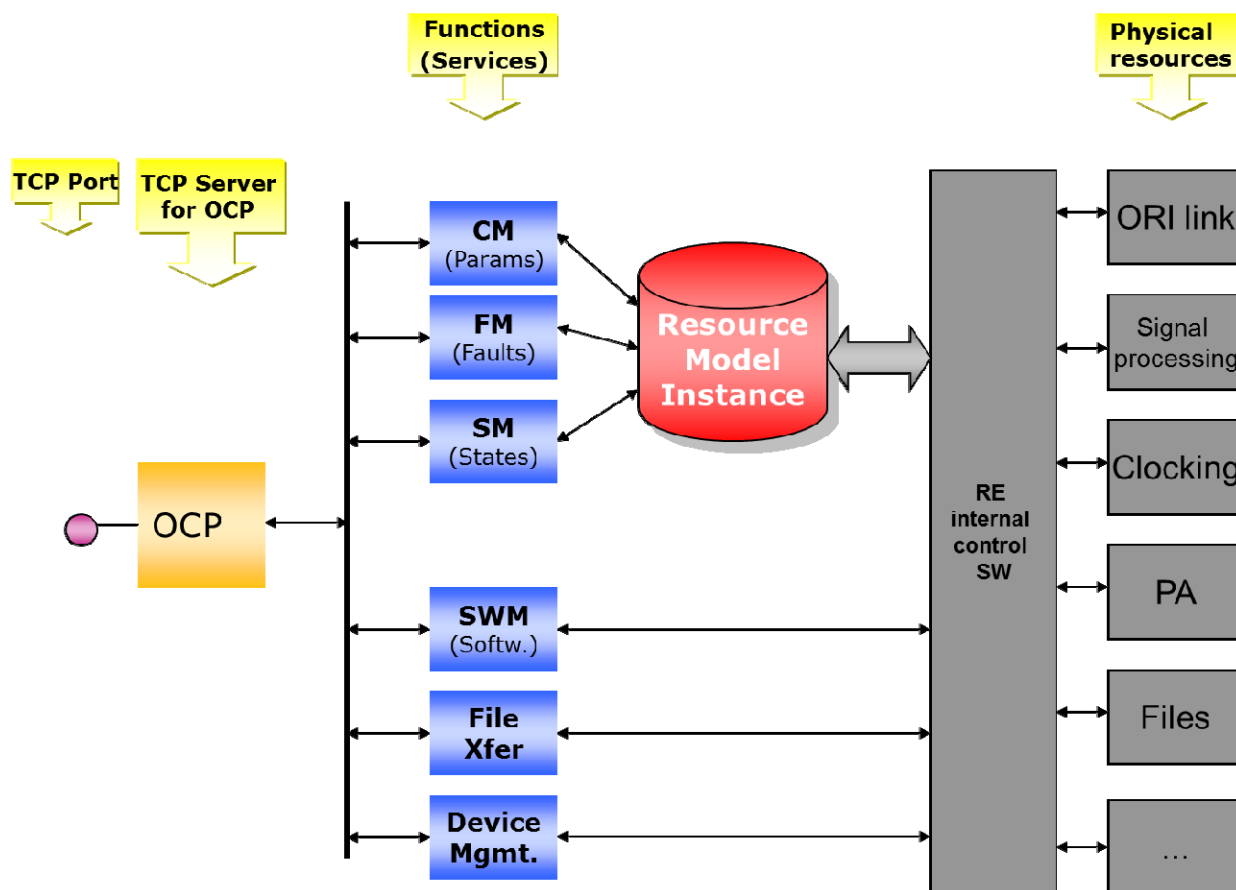 Functions
(Services)
Physical
resources
TCP Port
TCP Server
for OCP
CM
(Params)
FM
(Faults)
SM
(States)
OCP
SWM
(Softw.)
File
Xfer
Device
Mgmt.
Resource
Model
Instance
RE
internal
control
SW
ORI link
Signal
processing
Clocking
PA
Files
...